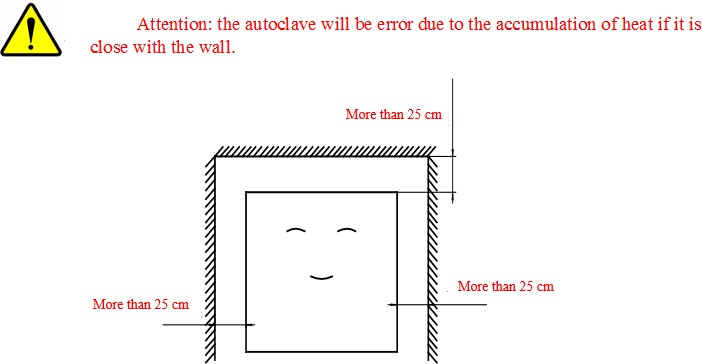 Attention: the autoclave will be error due to the accumulation of heat if it is
close with the wall.
More than 25 cm
More than 25 cm
More than 25 cm